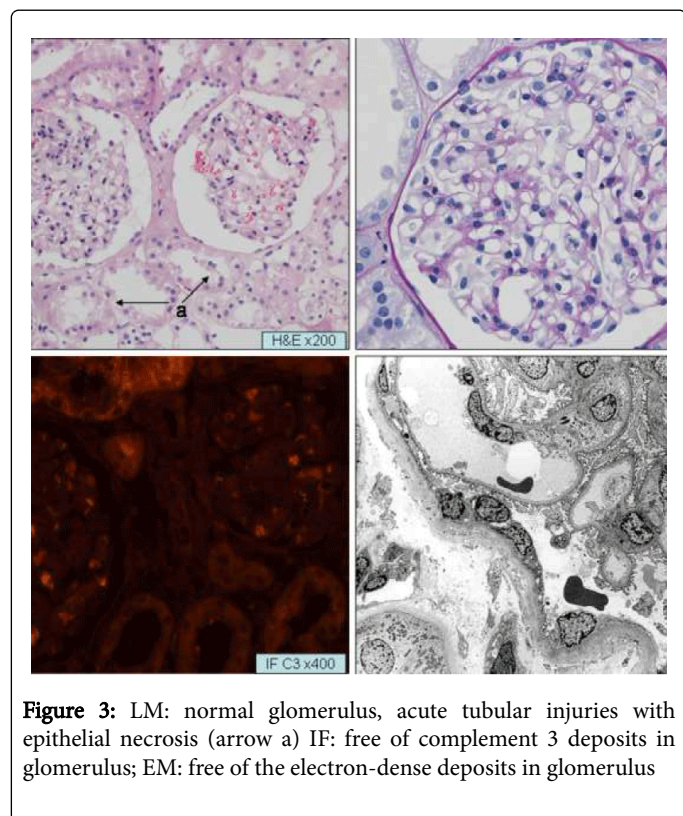 a
H&E x200
IF C3 x400
Figure 3: LM: normal glomerulus, acute tubular injuries with
epithelial necrosis (arrow a) IF: free of complement 3 deposits in
glomerulus; EM: free of the electron-dense deposits in glomerulus